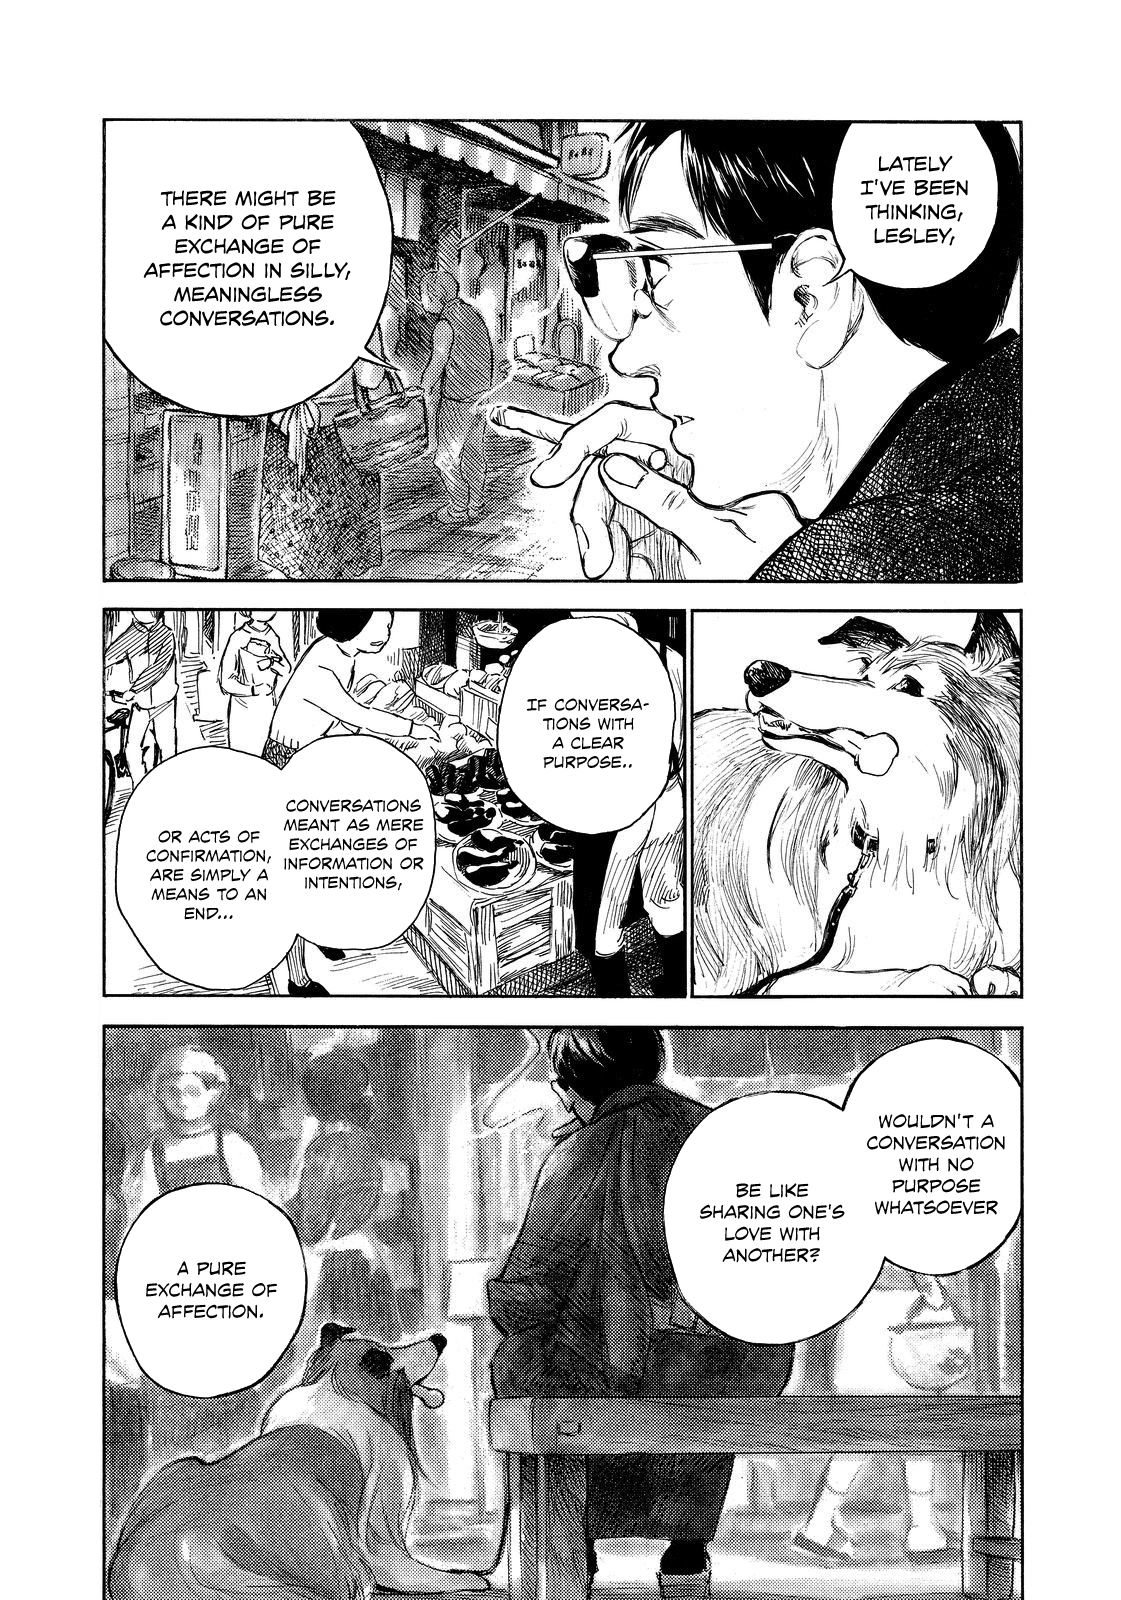 LATELY
I'VE BEEN
THINKING,
LESLEY,
THERE MIGHT BE
A KIND OF PURE
EXCHANGE OF
AFFECTION IN SILLY,
MEANINGLESS
CONVERSATIONS.
IF CONVERSA-
TIONS WITH
A CLEAR
PURPOSE..
CONVERSATIONS
MEANT AS MERE
EXCHANGES OF
INFORMATION OR
INTENTIONS,
OR ACTS OF
CONFIRMATION,
ARE SIMPLY A
MEANS TO AN
END...
WOULDN'T A
CONVERSATION
WITH NO
PURPOSE
WHATSOEVER
BE LIKE
SHARING ONE'S
LOVE WITH
ANOTHER?
A PURE
EXCHANGE OF
AFFECTION.